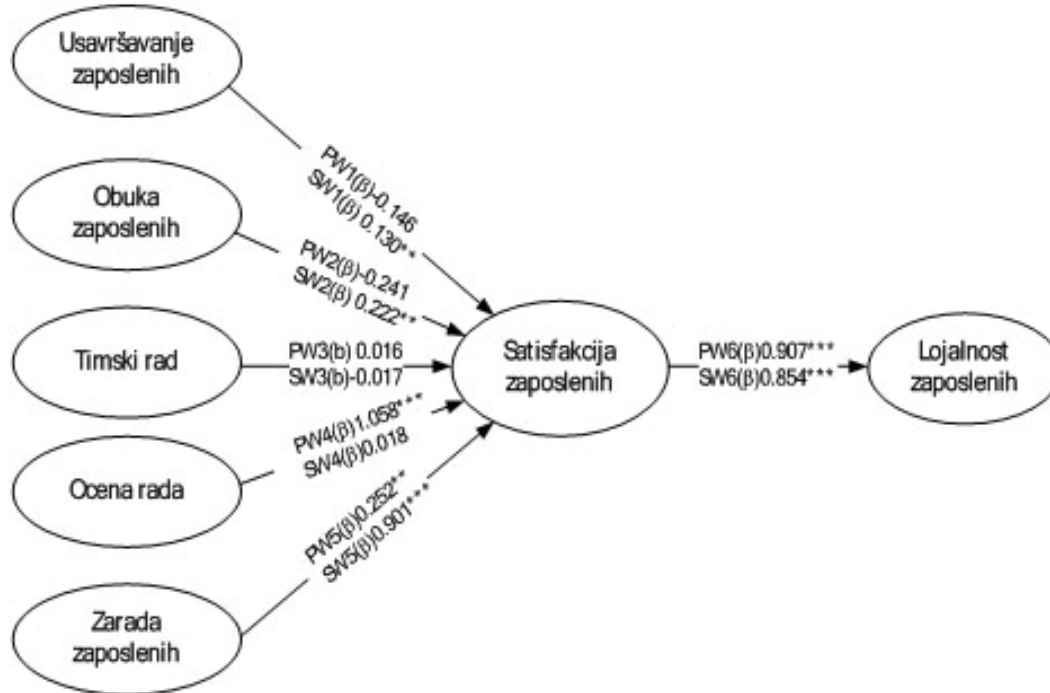 Usavršavanje
zaposlenih
PW1(β)-0.146
SW1(β) 0.130**
Obuka
zaposlenih
PW2(β)-0.241
SW2(β) 0.222**
Timski rad
PW3(b) 0.016
SW3(b)-0.017
Satisfakcija
zaposlenih
PW6(β)0.907***
SW6(β)0.854***
Lojalnost
zaposlenih
Ocena rada
PW4(β)1.058***
SW4(β)0.018
Zarada
zaposlenih
PW5(β)0.252**
SW5(β)0.901***